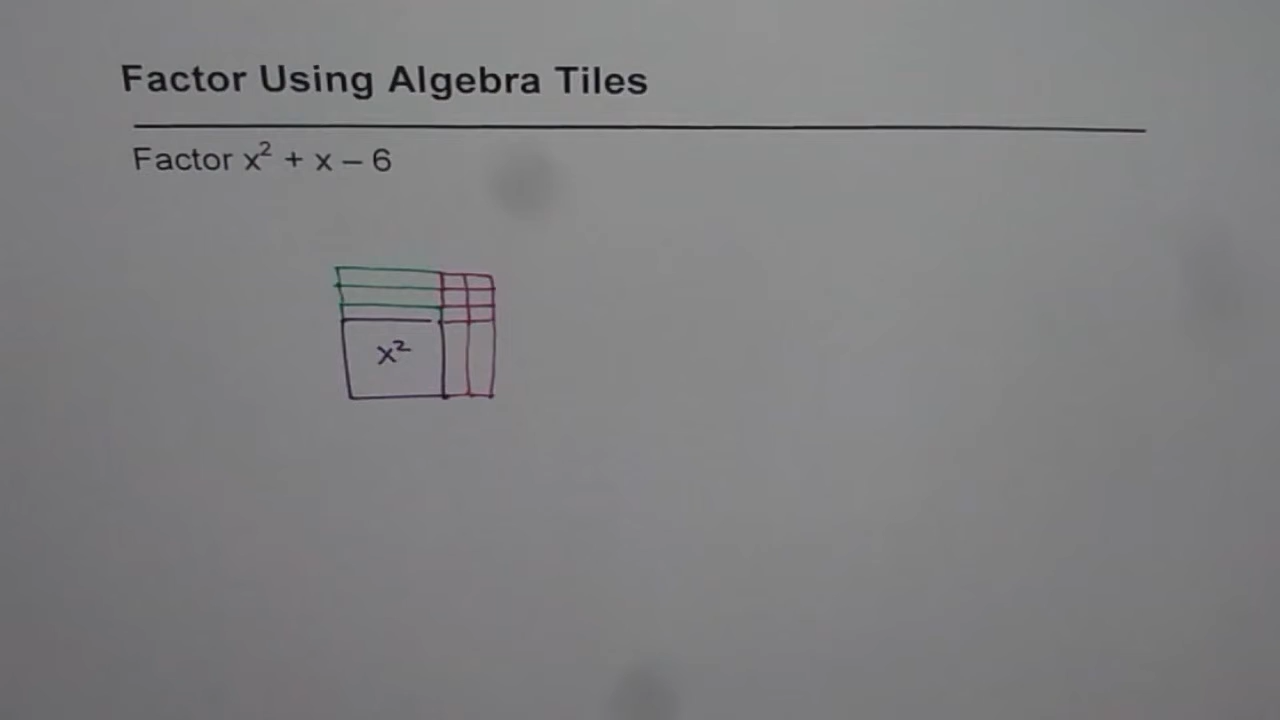 Factor Using Algebra Tiles
Factor x² + x – 6
x²